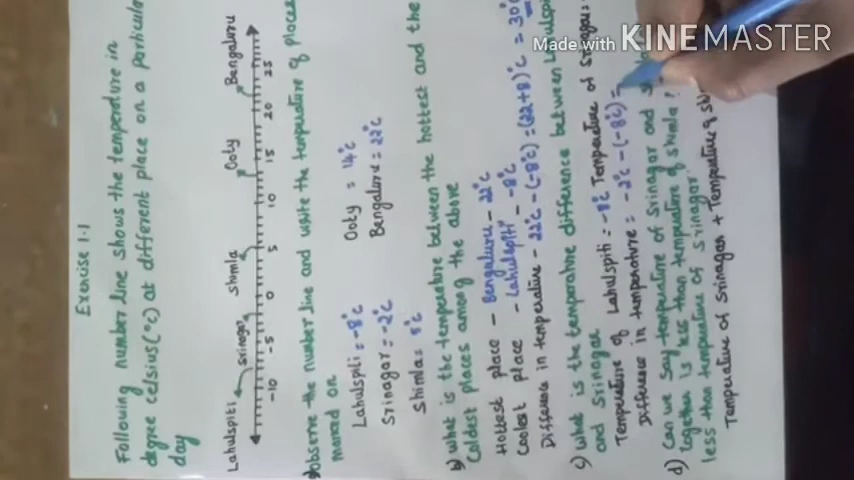 Exercise 1.1
Following number line shows the temperature in
degree celsius (°c) at different place on a particular
day
Lahulspiti Srinagar Shimla Ooty Bengaluru
-10 -5 0 5 10 15 20 25
a) observe the number line and write the temperature of places
marked on
Lahulspiti = -8°c Ooty = 14°c
Srinagar = -2°c Bengalur = 22°c
Shimla = 5°c
b) what is the temperature between the hottest and the
coldest places among the above
Hottest place - Bengaluru - 22°c
Coolest place - Lahulspiti - -8°c
Difference in temperature - 22°c - (-8°c) = (22+8)°c = 30°
c) what is the temperature difference between Lahulspiti
and Srinagar
Temperature of Lahulspiti = -8°c Temperature of Srinagar =
Difference in temperature = -2°c - (-8°c) =
d) Can we say temperature of Srinagar and
together is less than temperature of Shimla?
less than temperature of Srinagar.
Temperature of Srinagar + Temperature of
Made with KINEMASTER